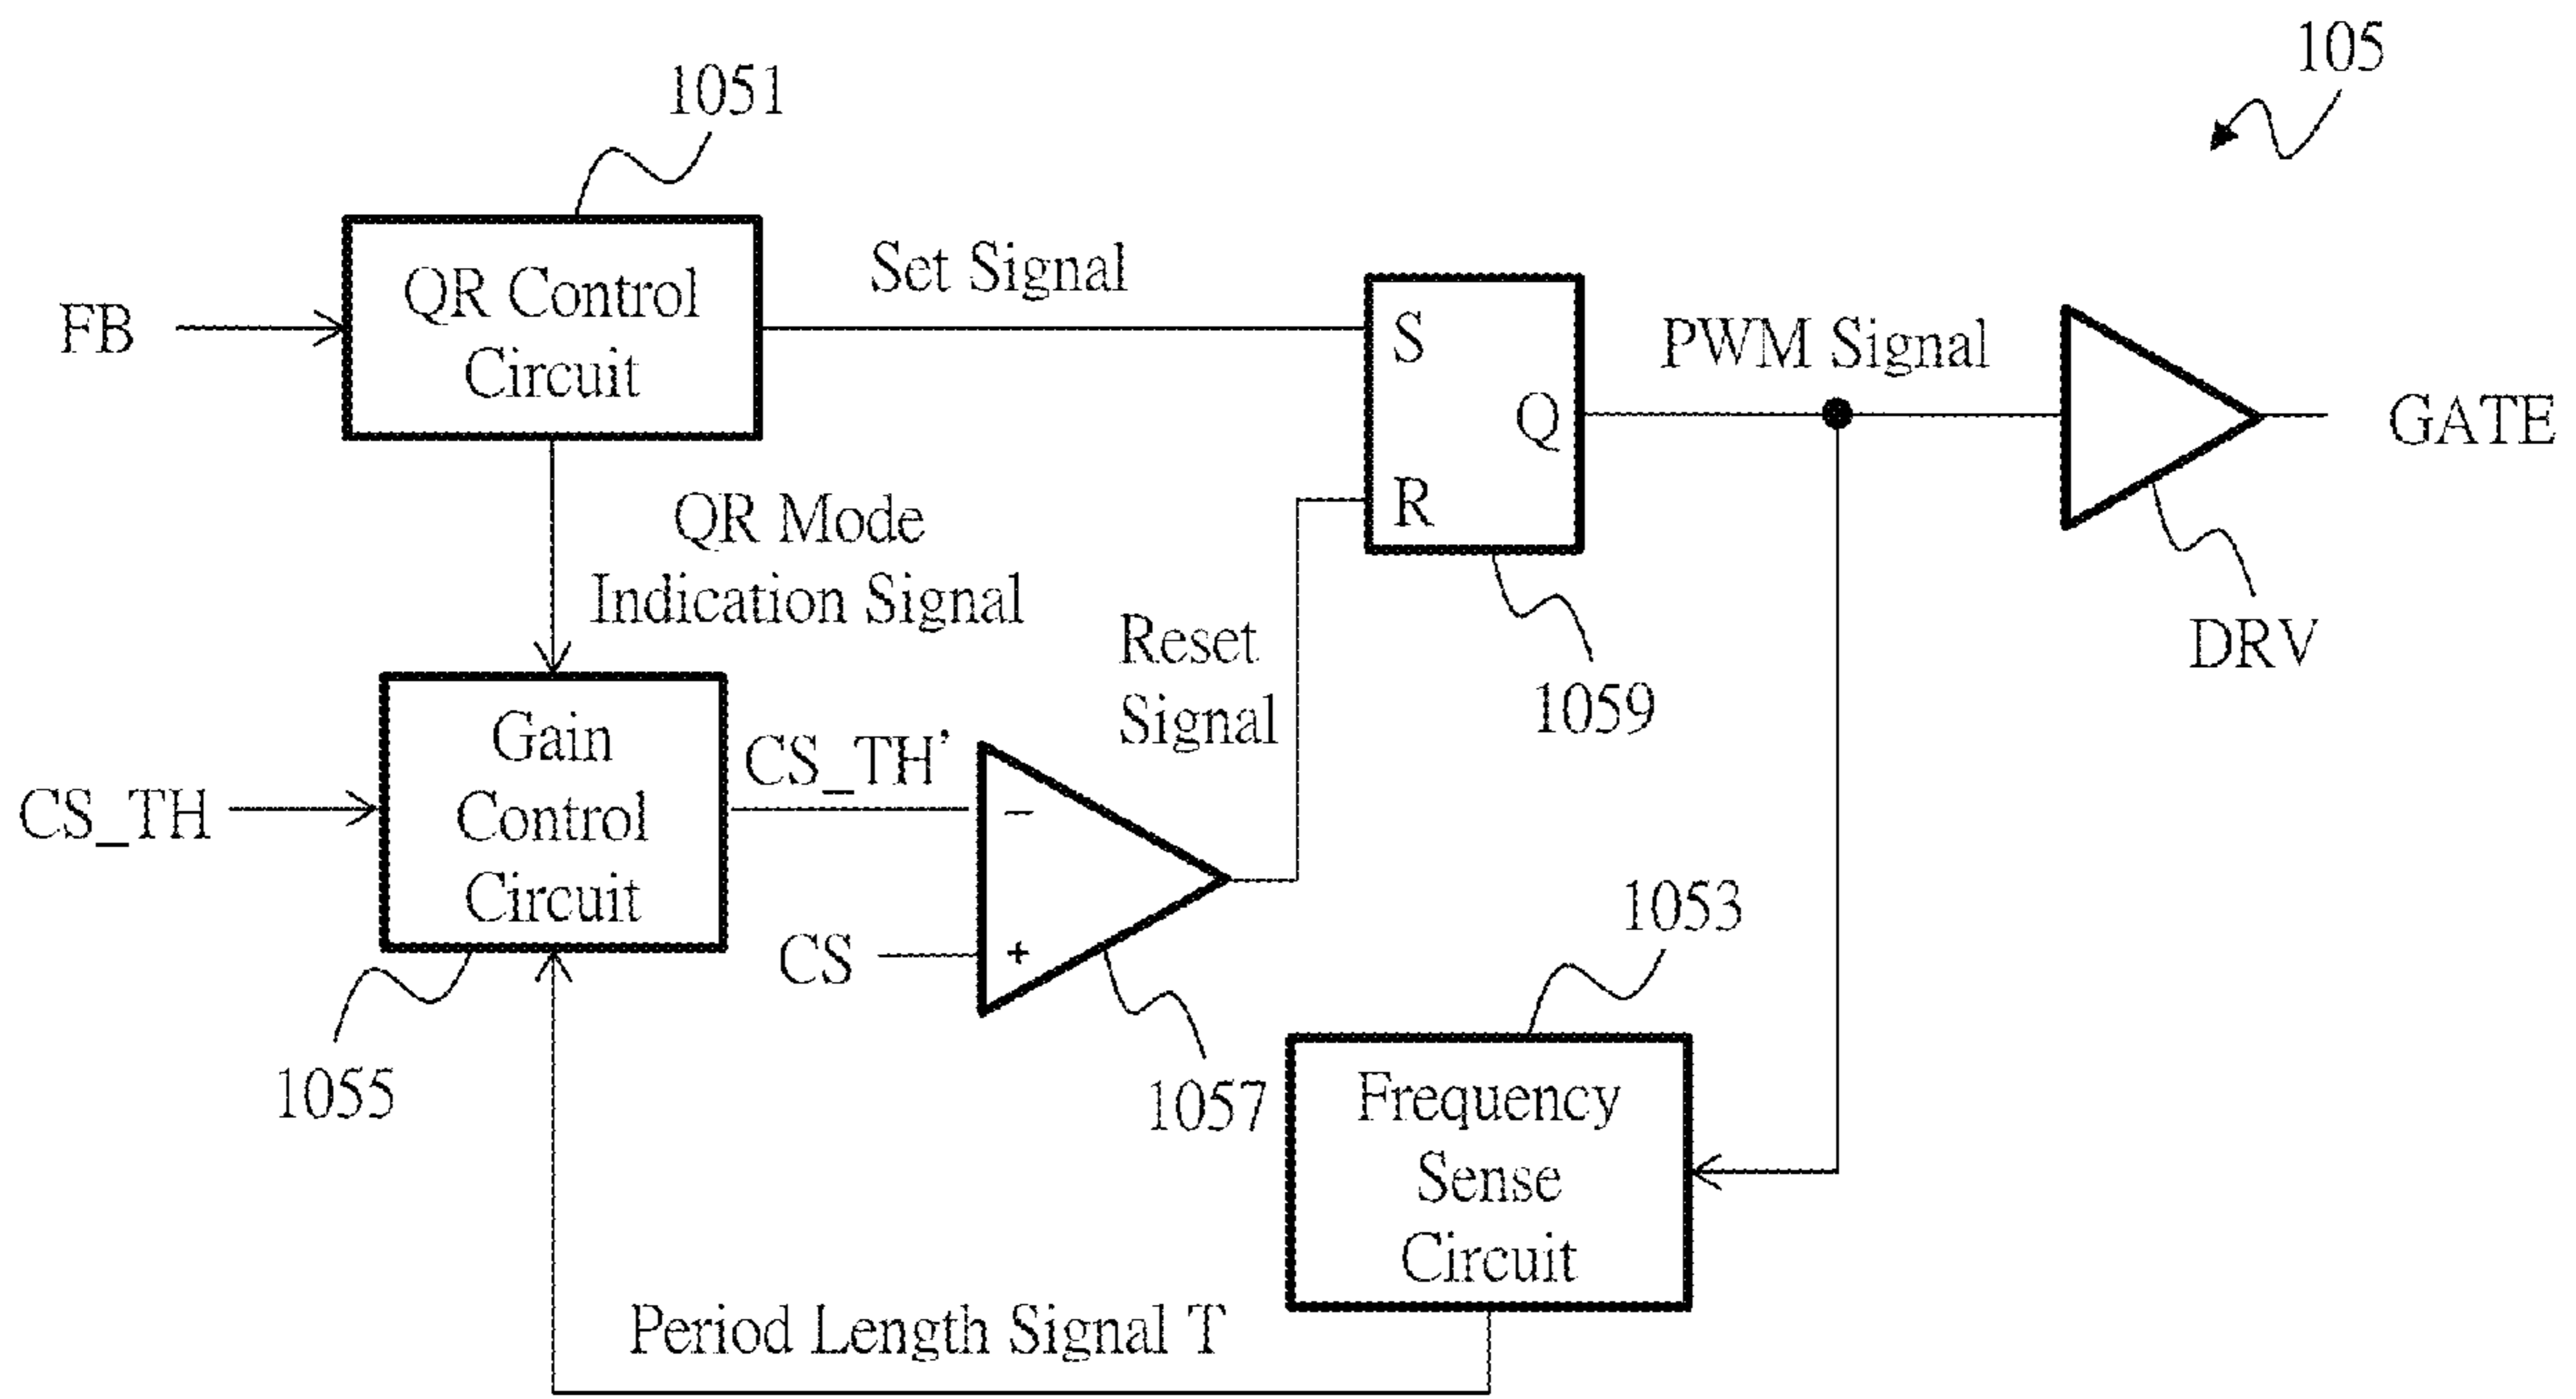 105
1051
QR Control
Circuit
FB
Set Signal
S
Q
R
PWM Signal
GATE
DRV
QR Mode
Indication Signal
Reset
Signal
1059
Gain
Control
Circuit
CS_TH
CS_TH’
−
CS
+
1055
1057
1053
Frequency
Sense
Circuit
Period Length Signal T